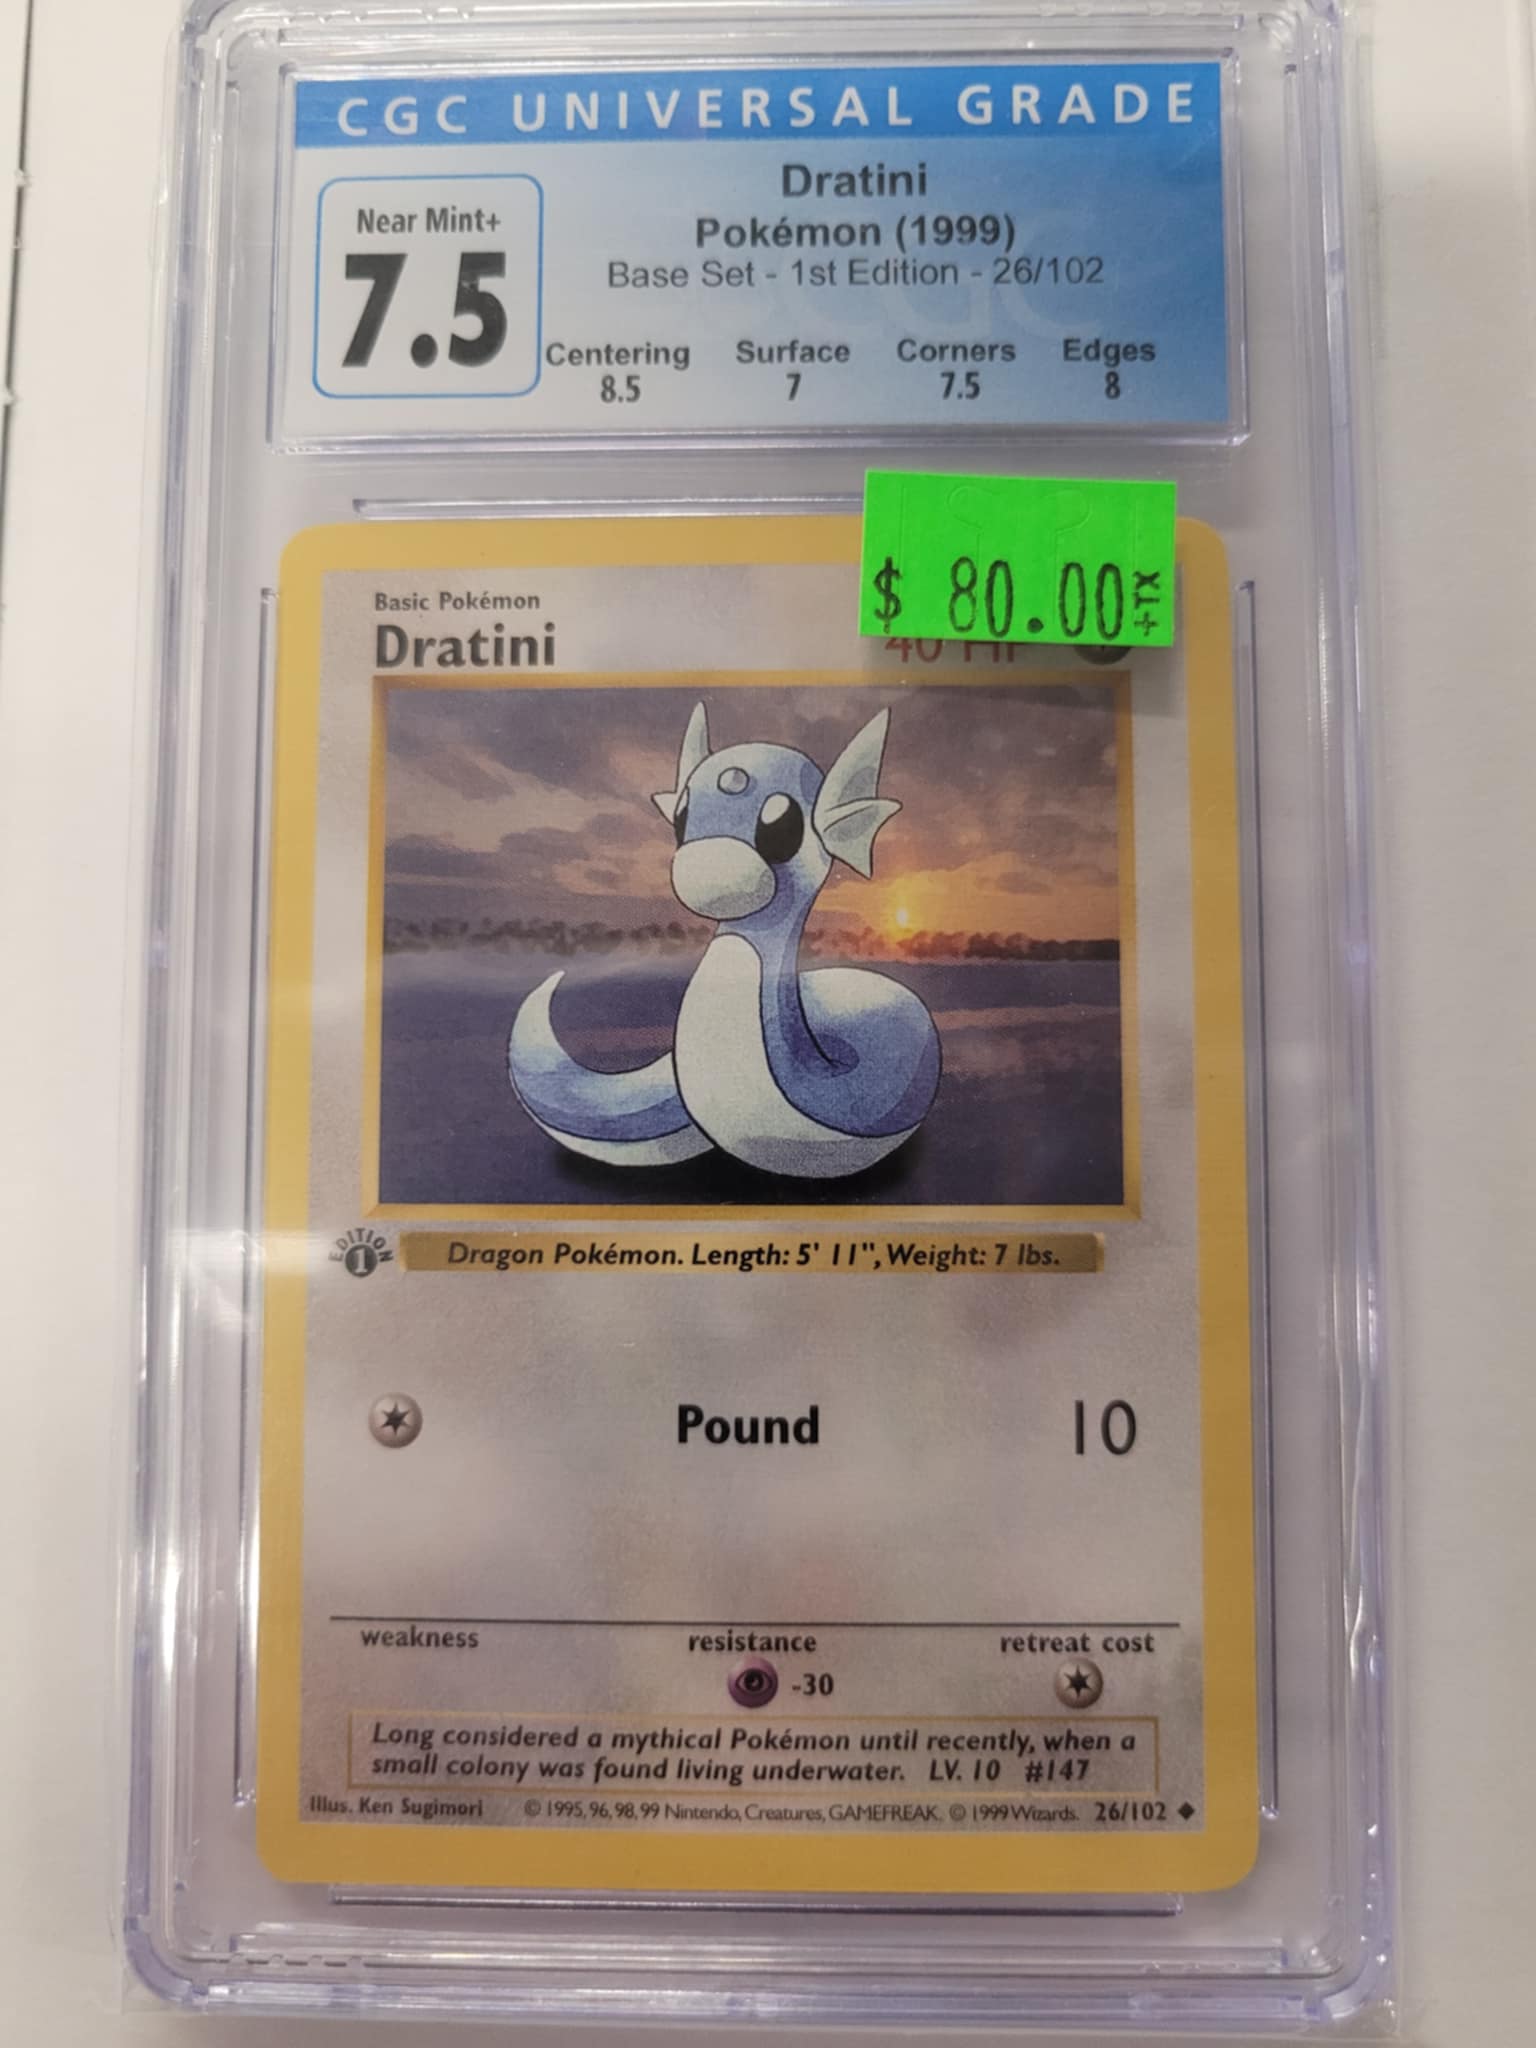 CGC UNIVERSAL GRADE
Near Mint+
7.5
Dratini
Pokémon (1999)
Base Set - 1st Edition - 26/102
Centering Surface Corners Edges
8.5 7 7.5 8
$ 80.00 +TX
Basic Pokémon
Dratini 40 HP
EDITION
1
Dragon Pokémon. Length: 5' 11", Weight: 7 lbs.
Pound 10
weakness resistance retreat cost
-30
Long considered a mythical Pokémon until recently, when a
small colony was found living underwater. LV. 10 #147
Illus. Ken Sugimori © 1995, 96, 98, 99 Nintendo, Creatures, GAMEFREAK. © 1999 Wizards. 26/102